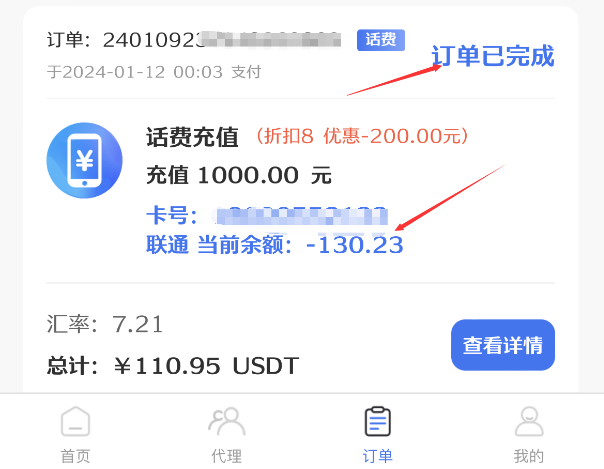 订单：24010923
话费
订单已完成
于2024-01-12 00:03 支付
¥
话费充值（折扣8 优惠-200.00元）
充值 1000.00 元
卡号：
联通 当前余额：-130.23
汇率：7.21
查看详情
总计：￥110.95 USDT
首页
代理
订单
我的